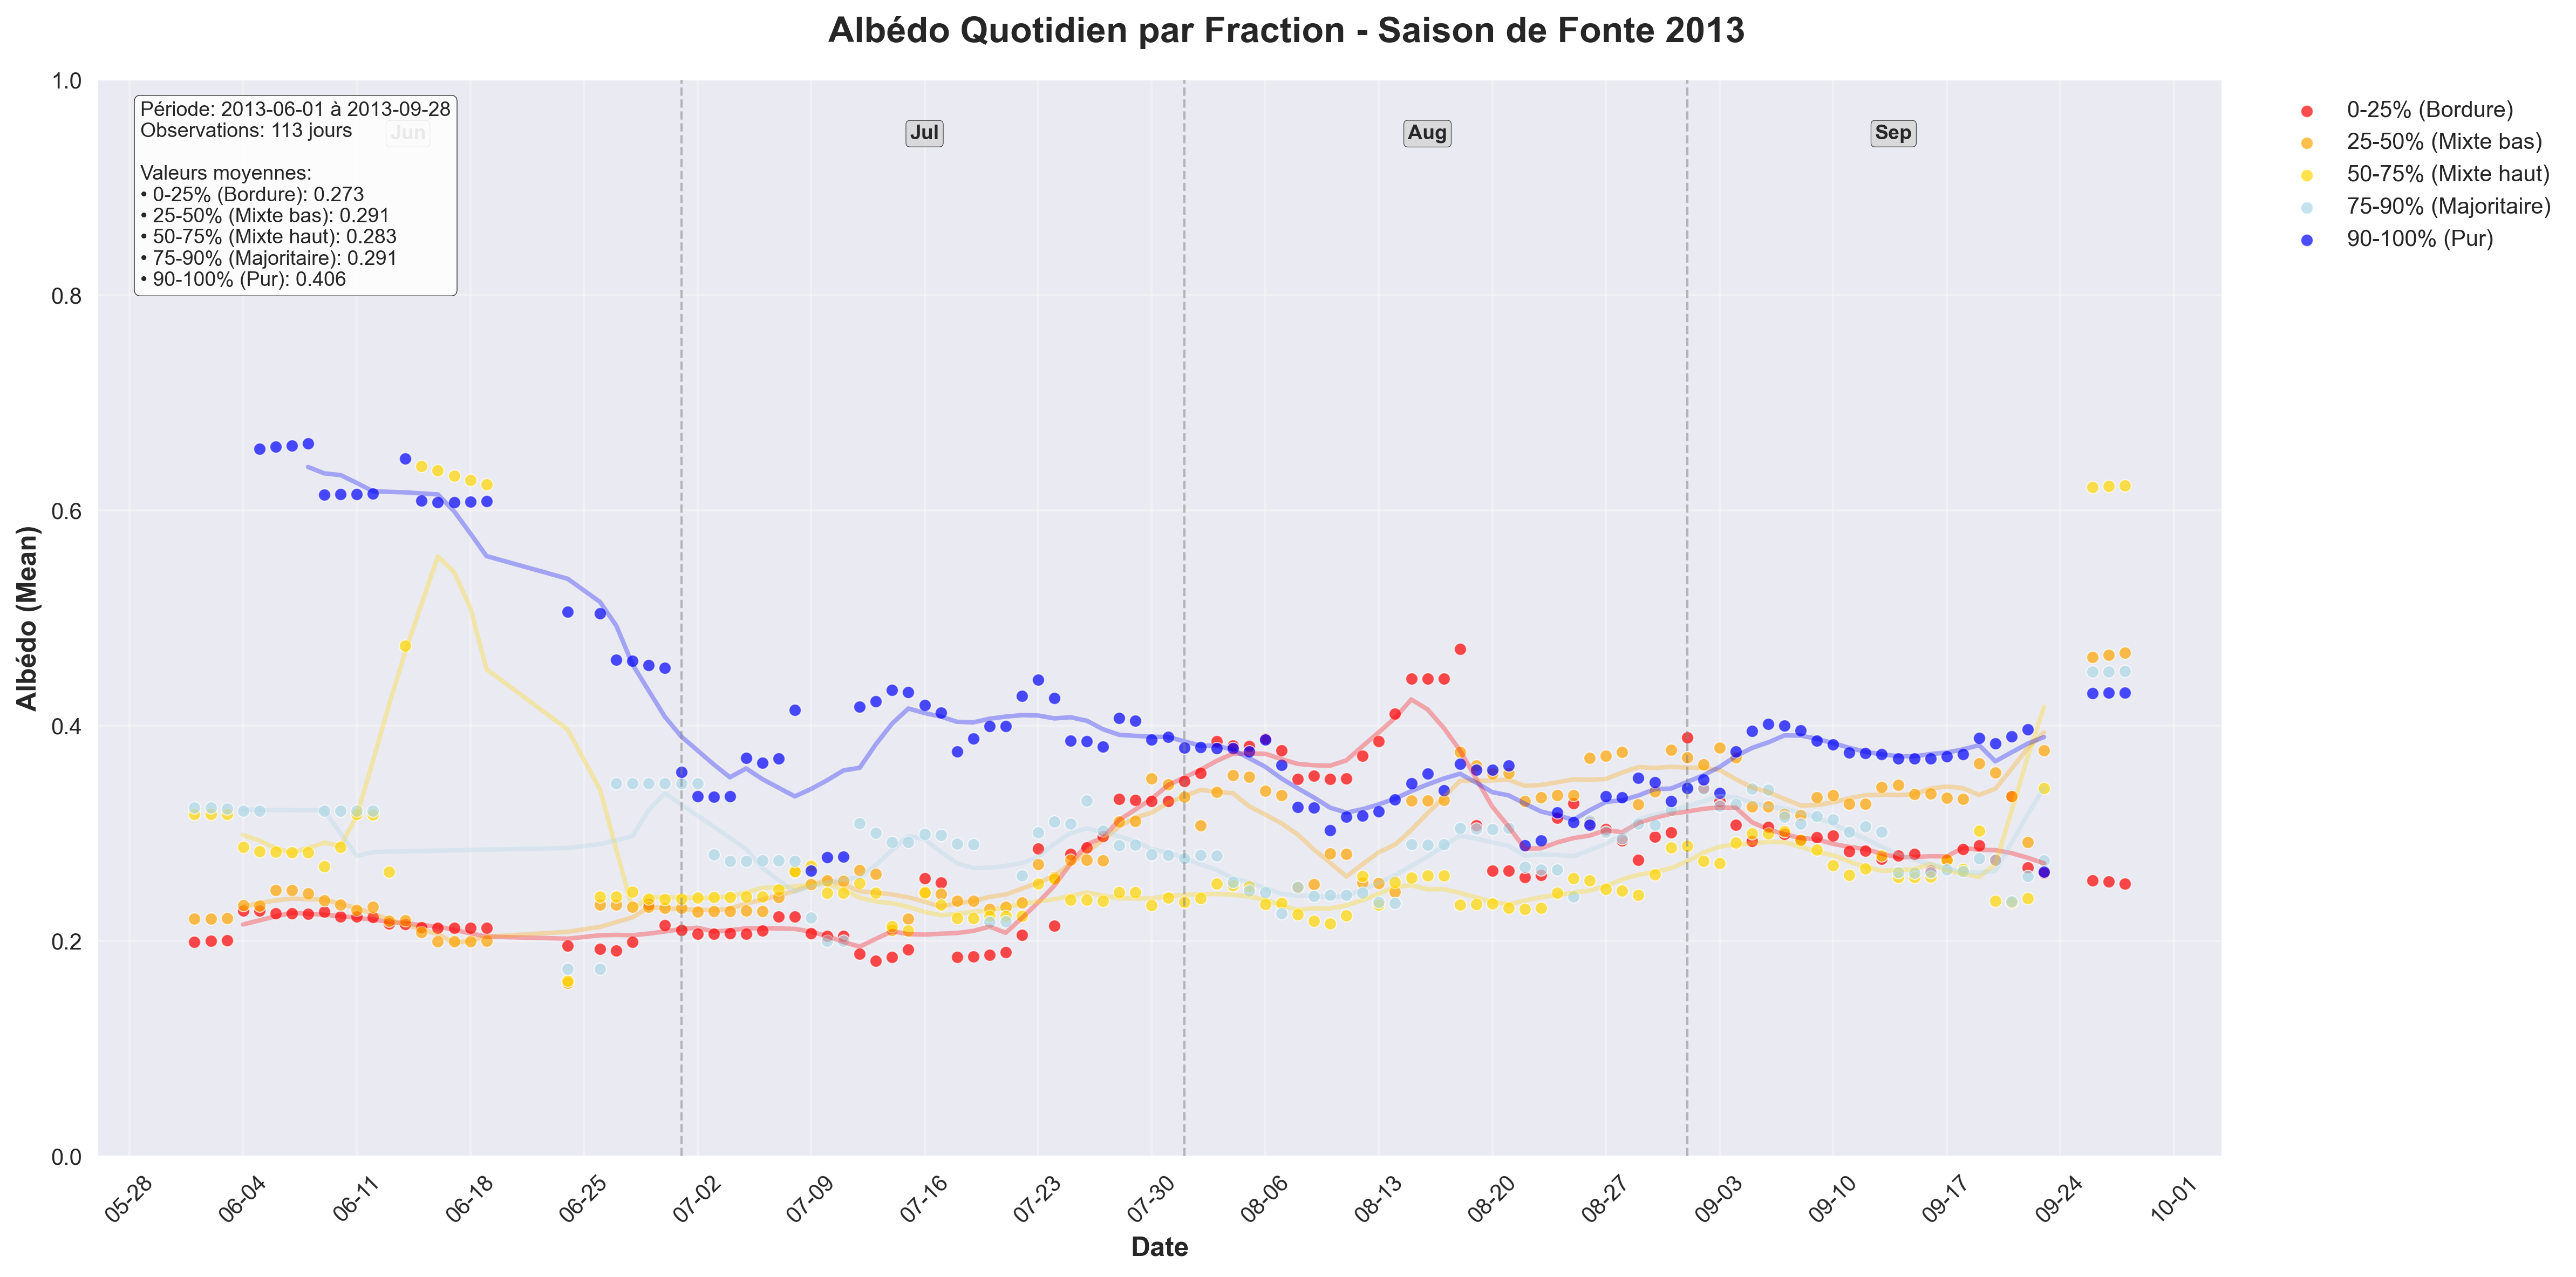 Albédo Quotidien par Fraction - Saison de Fonte 2013
Période: 2013-06-01 à 2013-09-28
Observations: 113 jours
Valeurs moyennes:
• 0-25% (Bordure): 0.273
• 25-50% (Mixte bas): 0.291
• 50-75% (Mixte haut): 0.283
• 75-90% (Majoritaire): 0.291
• 90-100% (Pur): 0.406
Jun
Jul
Aug
Sep
0-25% (Bordure)
25-50% (Mixte bas)
50-75% (Mixte haut)
75-90% (Majoritaire)
90-100% (Pur)
Albédo (Mean)
1.0
0.8
0.6
0.4
0.2
0.0
05-28
06-04
06-11
06-18
06-25
07-02
07-09
07-16
07-23
07-30
08-06
08-13
08-20
08-27
09-03
09-10
09-17
09-24
10-01
Date